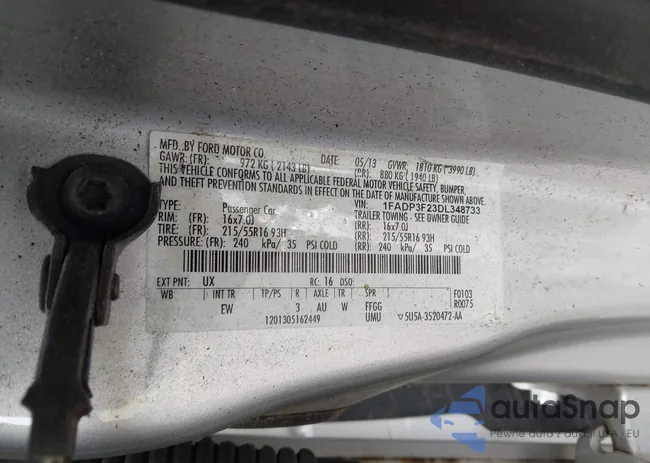 MFD. BY FORD MOTOR CO.
DATE: 05/13 GVWR: 1810 KG (3990 LB)
GAWR: (FR): 972 KG (2143 LB) (RR): 880 KG (1940 LB)
THIS VEHICLE CONFORMS TO ALL APPLICABLE FEDERAL MOTOR VEHICLE SAFETY, BUMPER,
AND THEFT PREVENTION STANDARDS IN EFFECT ON THE DATE OF MANUFACTURE SHOWN ABOVE.
VIN: 1FADP3F23DL348733
TYPE: Passenger Car TRAILER TOWING - SEE OWNER GUIDE
RIM: (FR): 16x7.0J (RR): 16x7.0J
TIRE: (FR): 215/55R16 93H (RR): 215/55R16 93H
PRESSURE: (FR): 240 kPa/ 35 PSI COLD (RR): 240 kPa/ 35 PSI COLD
EXT PNT: UX RC: 16 DSO:
WB INT TR TP/PS R AXLE TR SPR F0103
R0075
EW 3 AU W FFGG
1201305162449 UMU 5U5A-3520472-AA
autoSnap
Pewne auta z aukcji USA i EU